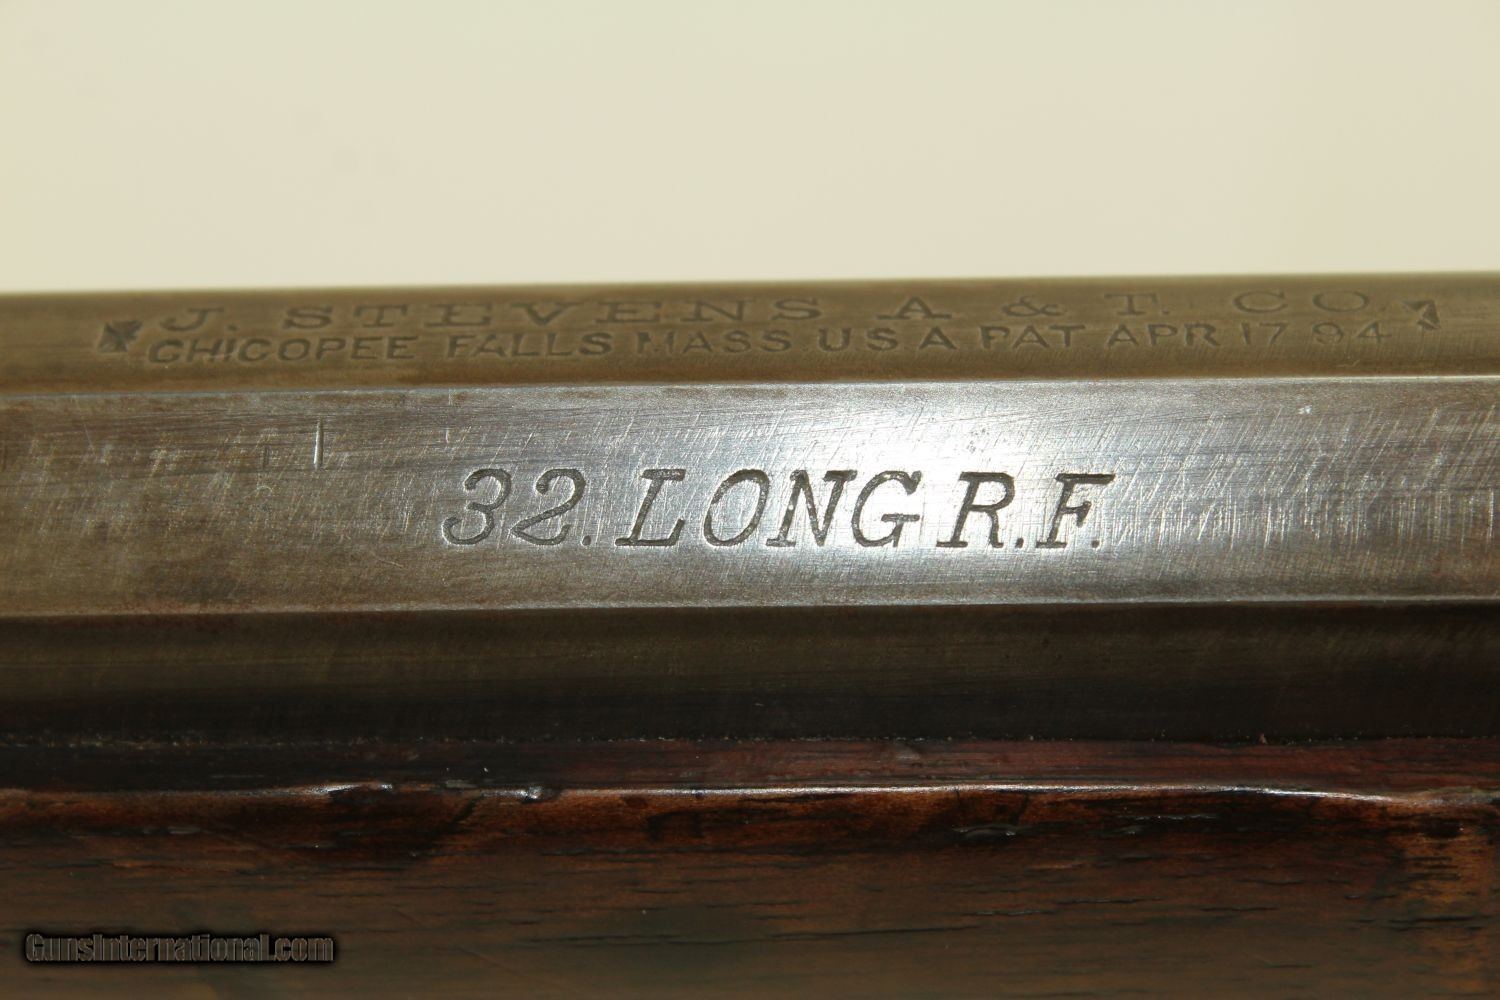 J. STEVENS A & T. CO.
CHICOPEE FALLS MASS. U S A PAT APR 17 94
32. LONG R.F.
GunsInternational.com